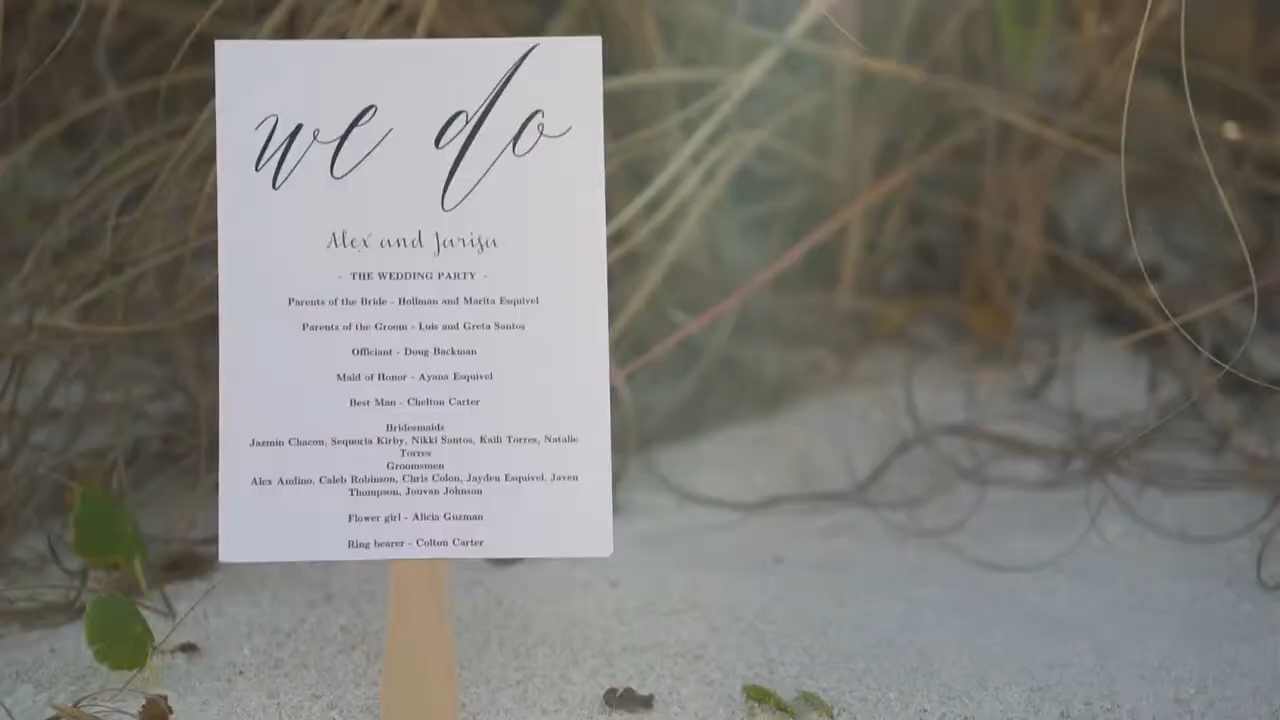 we do
Alex and Jarisa
- THE WEDDING PARTY -
Parents of the Bride - Hollman and Marita Esquivel
Parents of the Groom - Luis and Greta Santos
Officiant - Doug Backman
Maid of Honor - Ayana Esquivel
Best Man - Chelton Carter
Bridesmaids
Jazmin Chacon, Sequoria Kirby, Nikki Santos, Kaili Torres, Natalie
Torres
Groomsmen
Alex Andino, Caleb Robinson, Chris Colon, Jayden Esquivel, Javen
Thompson, Jonvan Johnson
Flower girl - Alicia Guzman
Ring bearer - Colton Carter